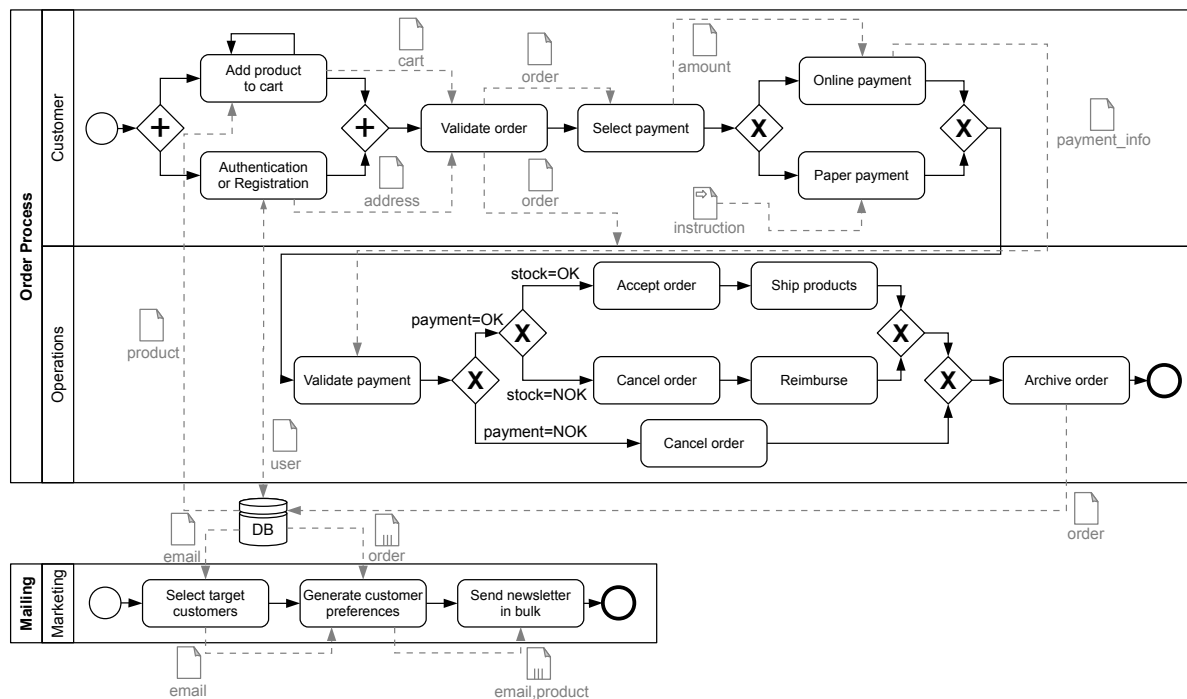 Order Process
Customer
Add product
to cart
Authentication
or Registration
cart
address
Validate order
order
order
Select payment
amount
instruction
X
Online payment
Paper payment
X
payment_info
Operations
product
user
Validate payment
X
payment=OK
payment=NOK
X
stock=OK
stock=NOK
Accept order
Ship products
Cancel order
Reimburse
Cancel order
X
X
Archive order
order
DB
email
order
Mailing
Marketing
Select target
customers
Generate customer
preferences
Send newsletter
in bulk
email
email,product